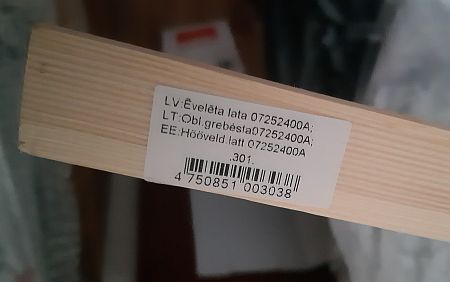 LV:Ēvelēta lata 07252400A;
LT:Obl.grebėsta07252400A;
EE:Hööveld latt 07252400A
.301.
4 750851 003038